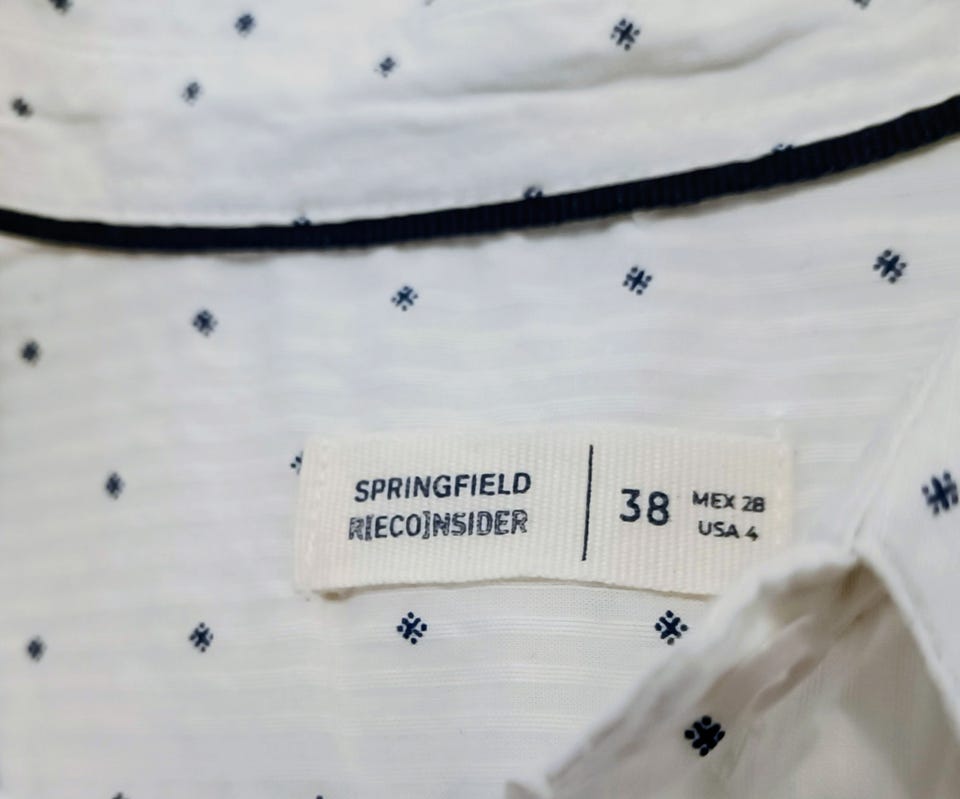 SPRINGFIELD
R[ECO]NSIDER
38
MEX 28
USA 4